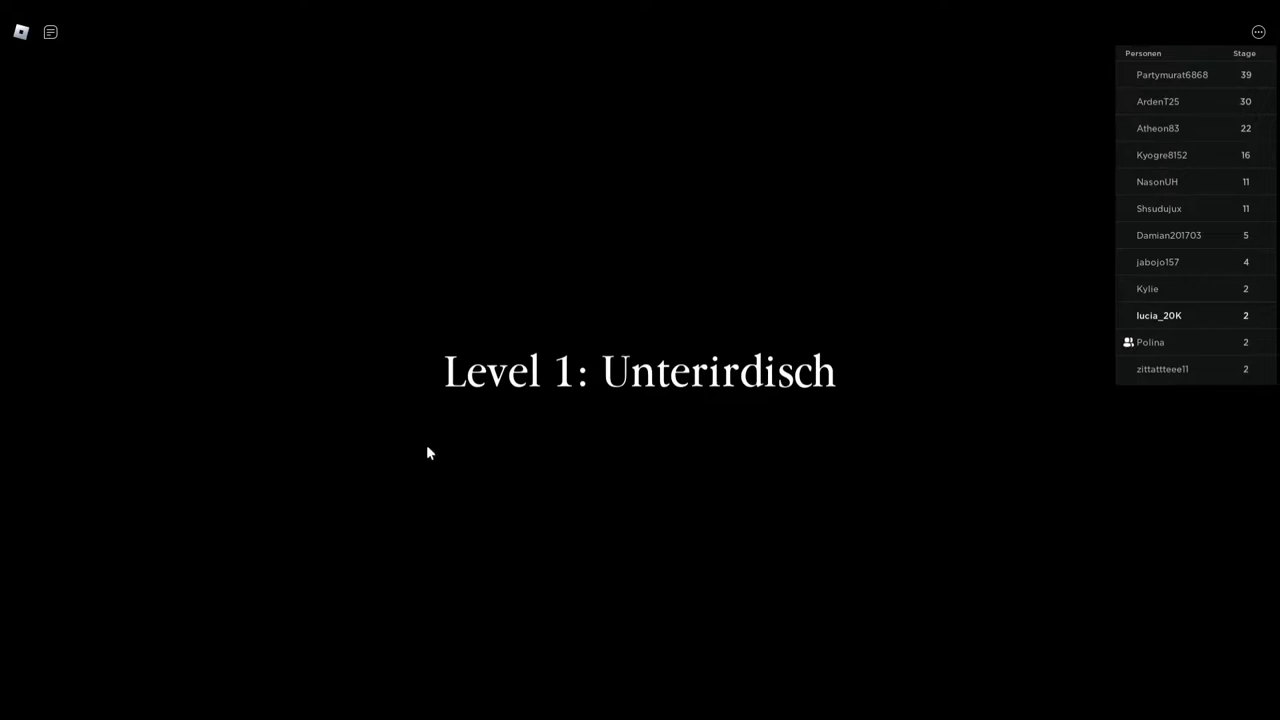 Personen Stage
Partymurat6868 39
ArdenT25 30
Atheon83 22
Kyogre8152 16
NasonUH 11
Shsudujux 11
Damian201703 5
jabojo157 4
Kylie 2
lucia_20K 2
Polina 2
zittattteee11 2
Level 1: Unterirdisch